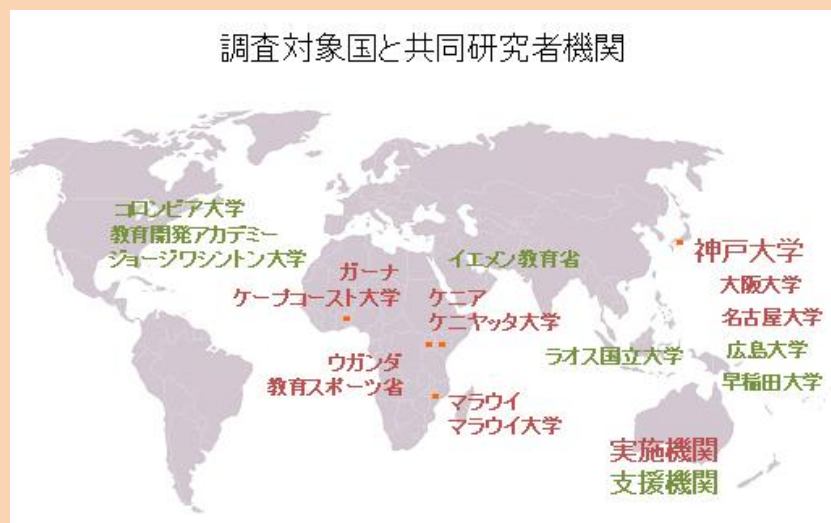 調査対象国と共同研究者機関
コロンビア大学
教育開発アカデミー
ジョージワシントン大学
ガーナ
ケープコースト大学
イエメン教育省
ケニア
ケニヤッタ大学
ウガンダ
教育スポーツ省
マラウイ
マラウイ大学
ラオス国立大学
神戸大学
大阪大学
名古屋大学
広島大学
早稲田大学
実施機関
支援機関